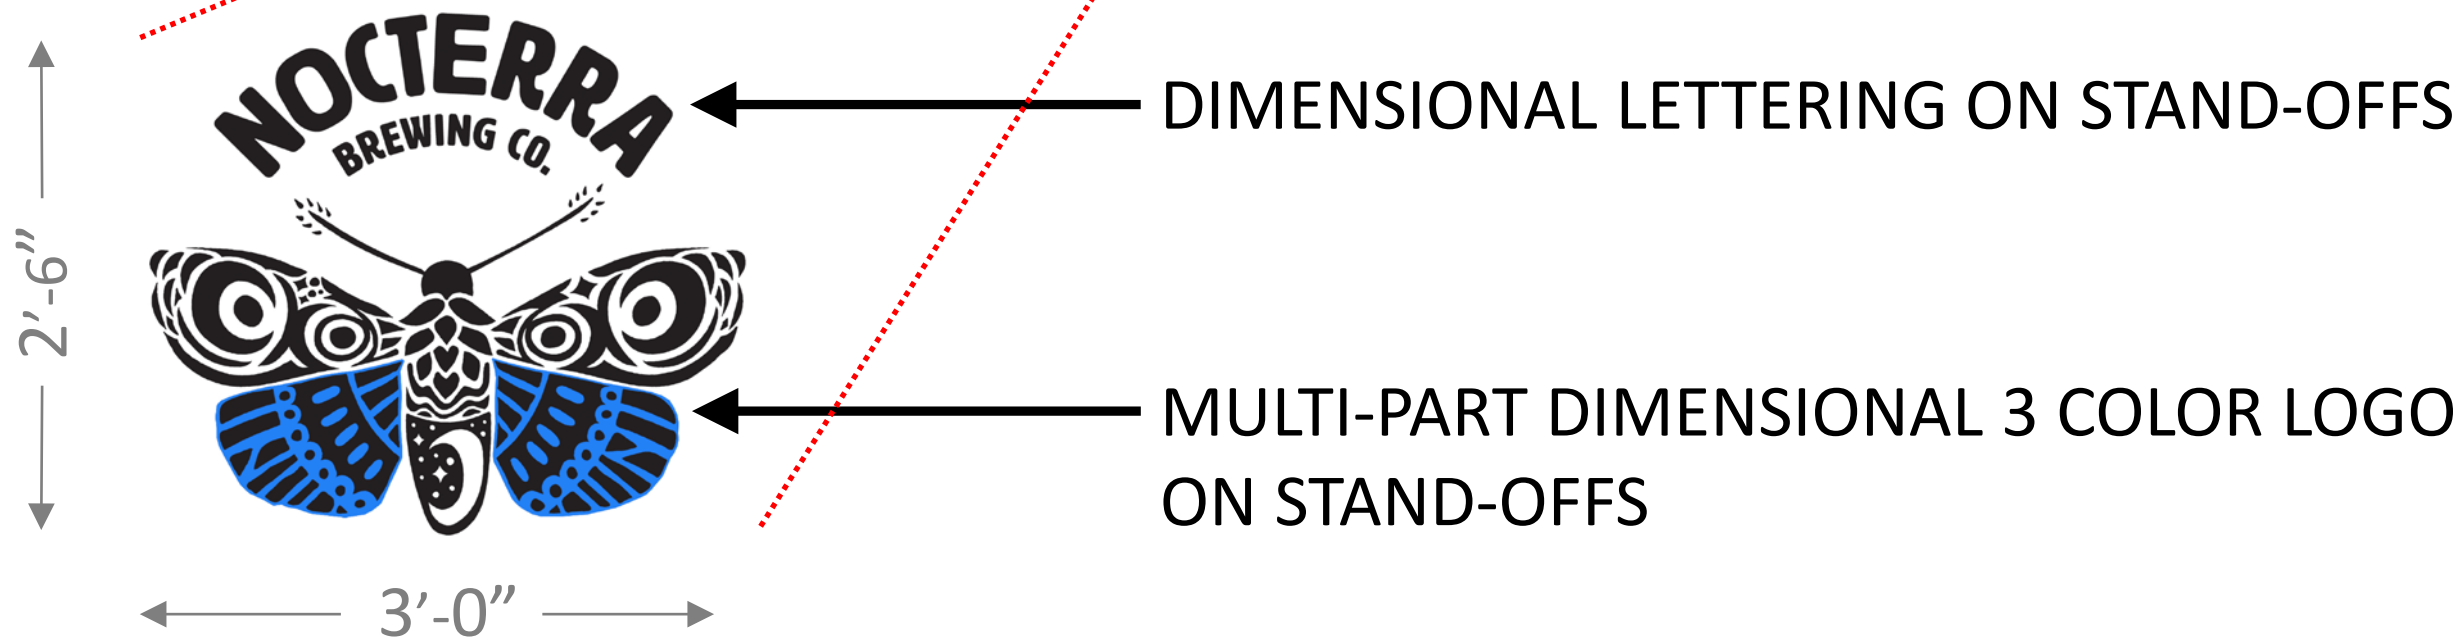 NOCTERRA
BREWING CO.
DIMENSIONAL LETTERING ON STAND-OFFS
2’-6”
MULTI-PART DIMENSIONAL 3 COLOR LOGO
ON STAND-OFFS
3’-0”